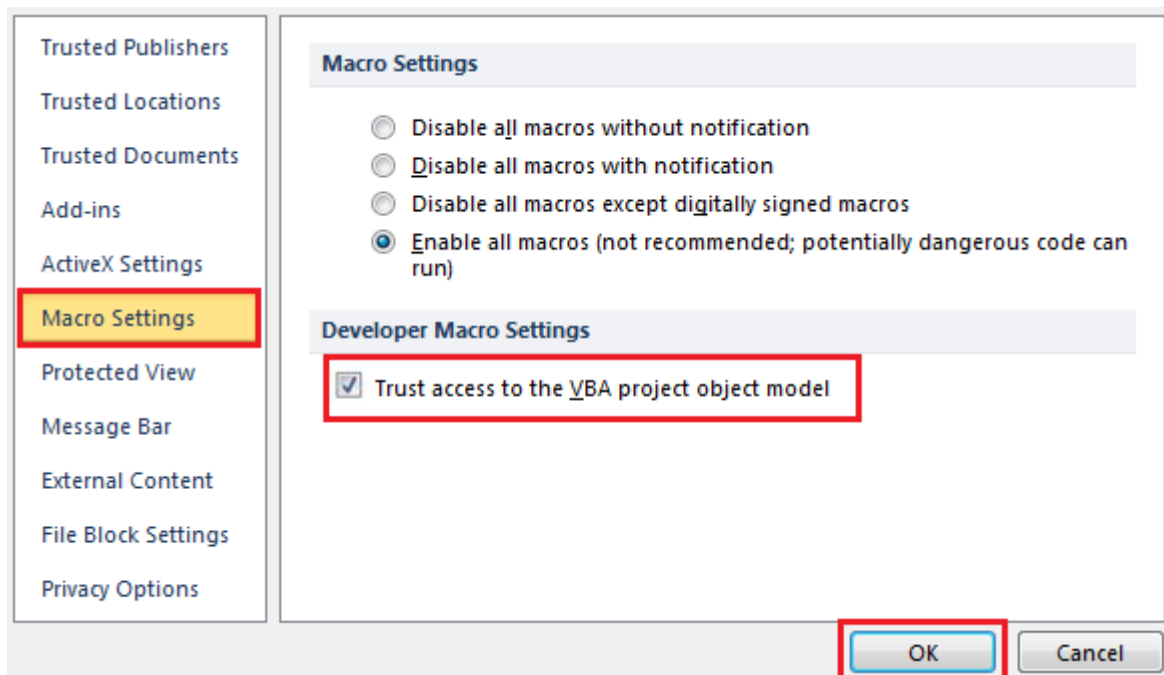 Trusted Publishers
Trusted Locations
Trusted Documents
Add-ins
ActiveX Settings
Macro Settings
Protected View
Message Bar
External Content
File Block Settings
Privacy Options
Macro Settings
Disable all macros without notification
Disable all macros with notification
Disable all macros except digitally signed macros
Enable all macros (not recommended; potentially dangerous code can
run)
Developer Macro Settings
Trust access to the VBA project object model
OK
Cancel